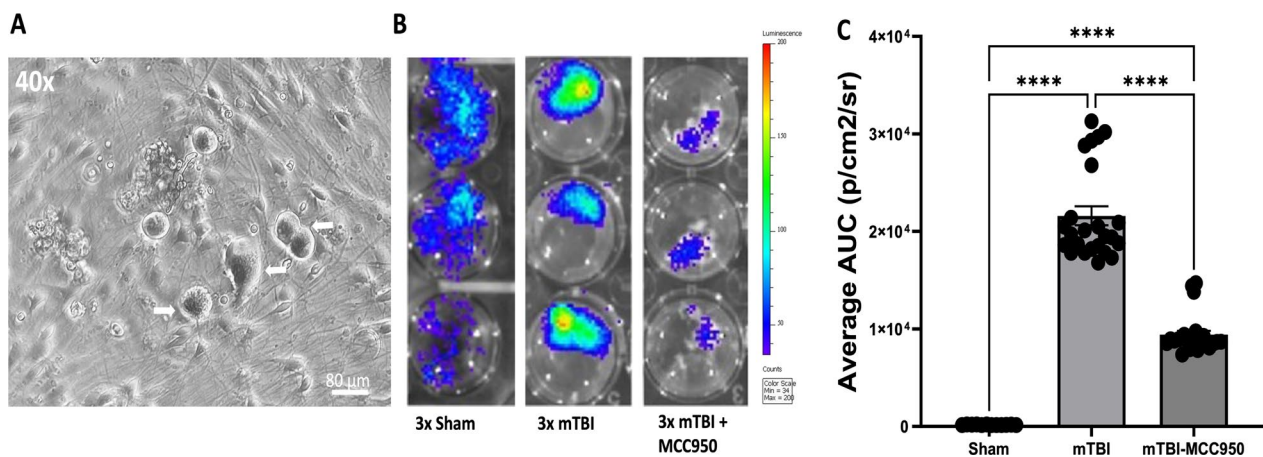 A
40x
80 µm
B
3x Sham
3x mTBI
3x mTBI +
MCC950
Luminescence
200
150
100
50
Counts
Color Scale
Min = 34
Max = 200
C
Average AUC (p/cm2/sr)
4×10⁴
3×10⁴
2×10⁴
1×10⁴
0
****
**** ****
Sham mTBI mTBI-MCC950